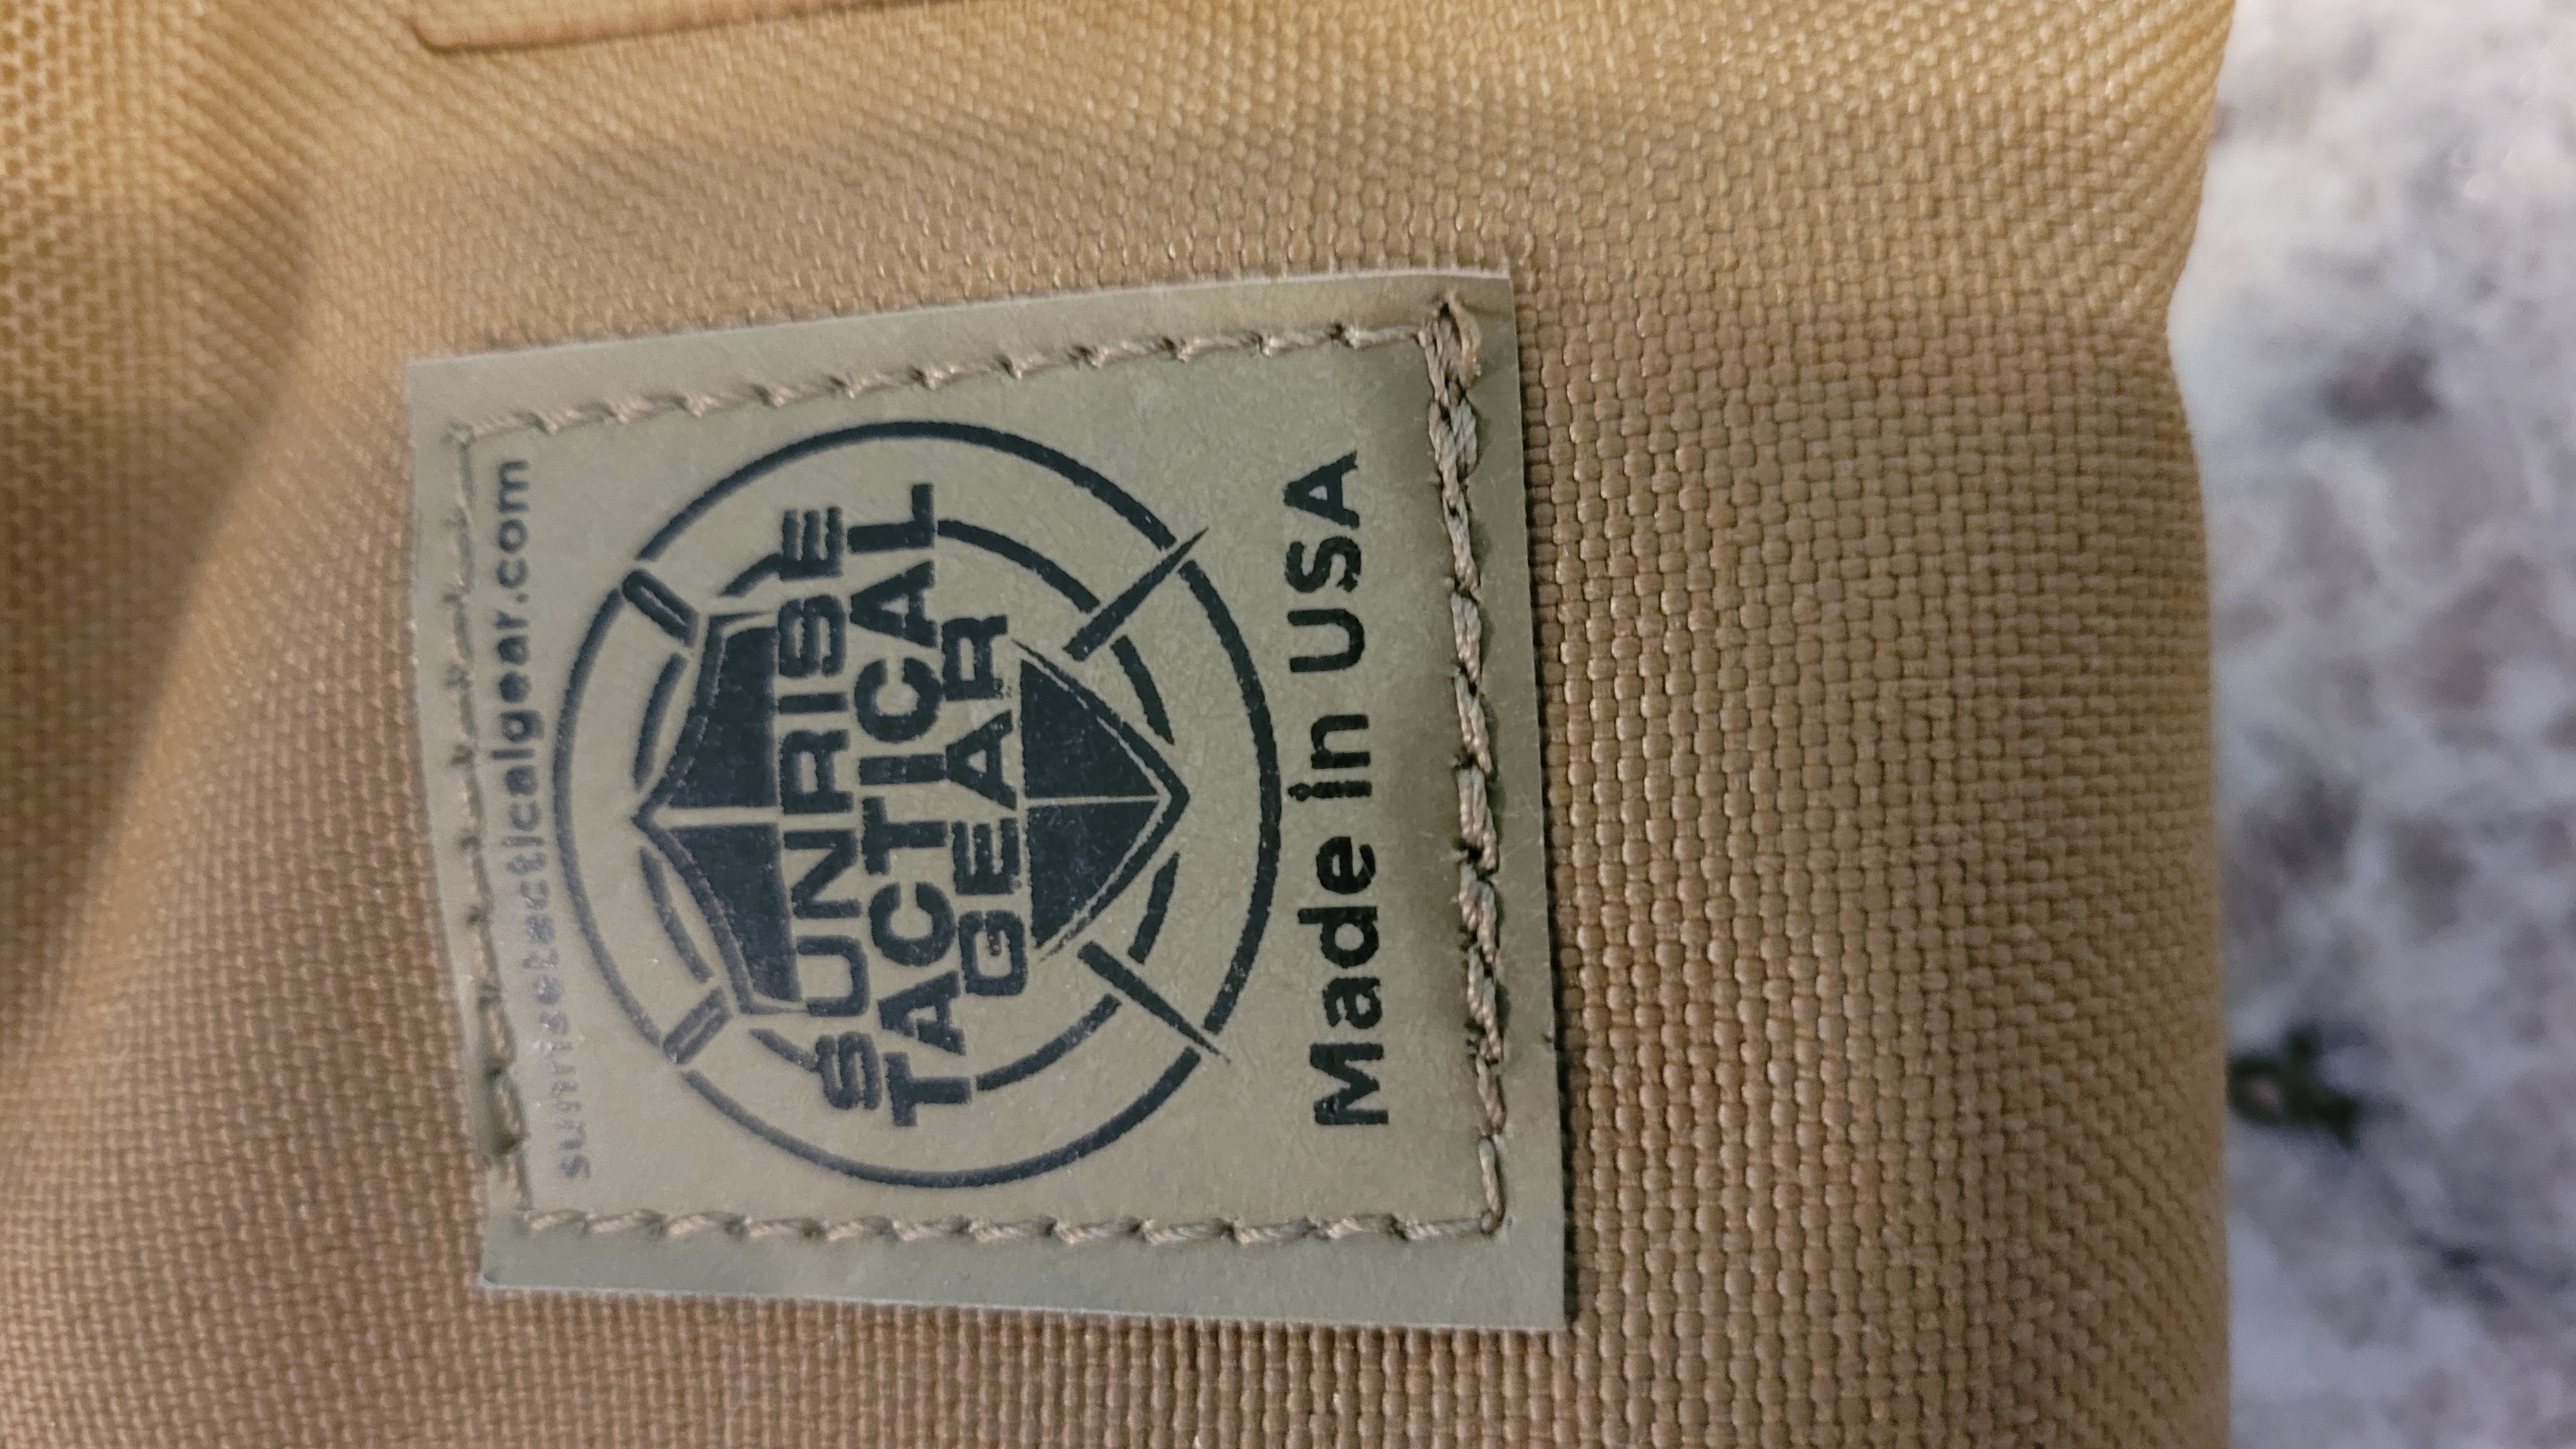 sunrisetacticalgear.com
SUNRISE
TACTICAL
GEAR
Made in USA